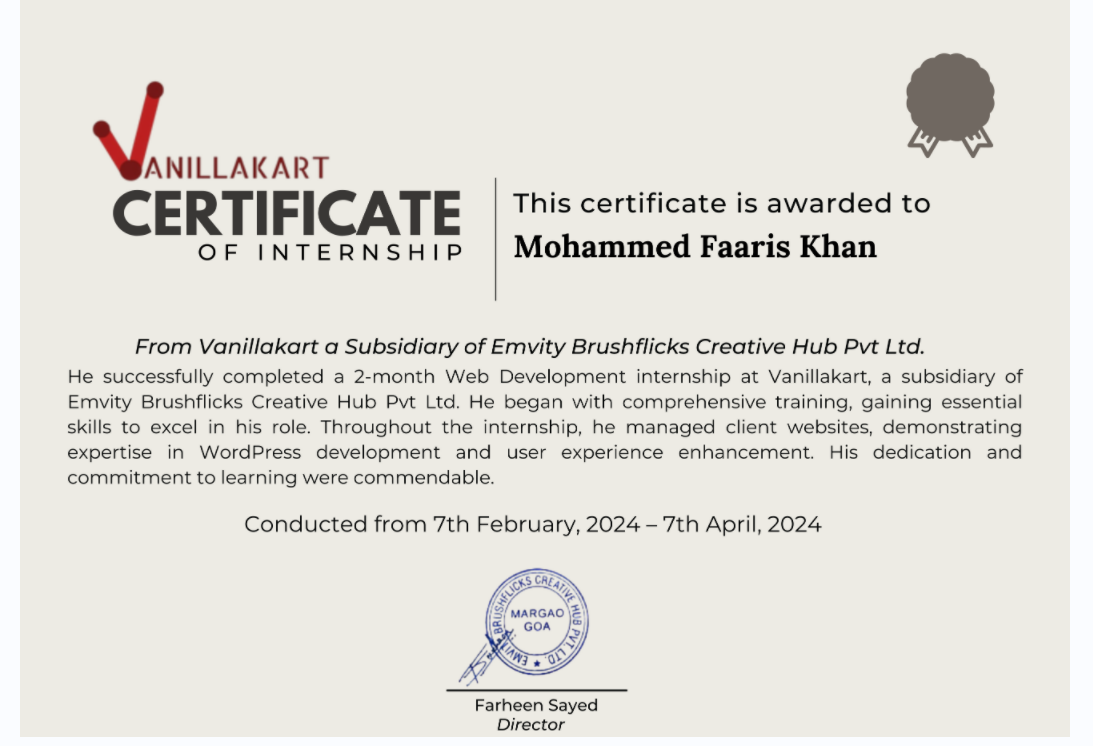 VANILLAKART
CERTIFICATE
OF INTERNSHIP
This certificate is awarded to
Mohammed Faaris Khan
From Vanillakart a Subsidiary of Emvity Brushflicks Creative Hub Pvt Ltd.
He successfully completed a 2-month Web Development internship at Vanillakart, a subsidiary of
Emvity Brushflicks Creative Hub Pvt Ltd. He began with comprehensive training, gaining essential
skills to excel in his role. Throughout the internship, he managed client websites, demonstrating
expertise in WordPress development and user experience enhancement. His dedication and
commitment to learning were commendable.
Conducted from 7th February, 2024 – 7th April, 2024
EMVITY BRUSHFLICKS CREATIVE HUB PVT. LTD.
MARGAO
GOA
Farheen Sayed
Director